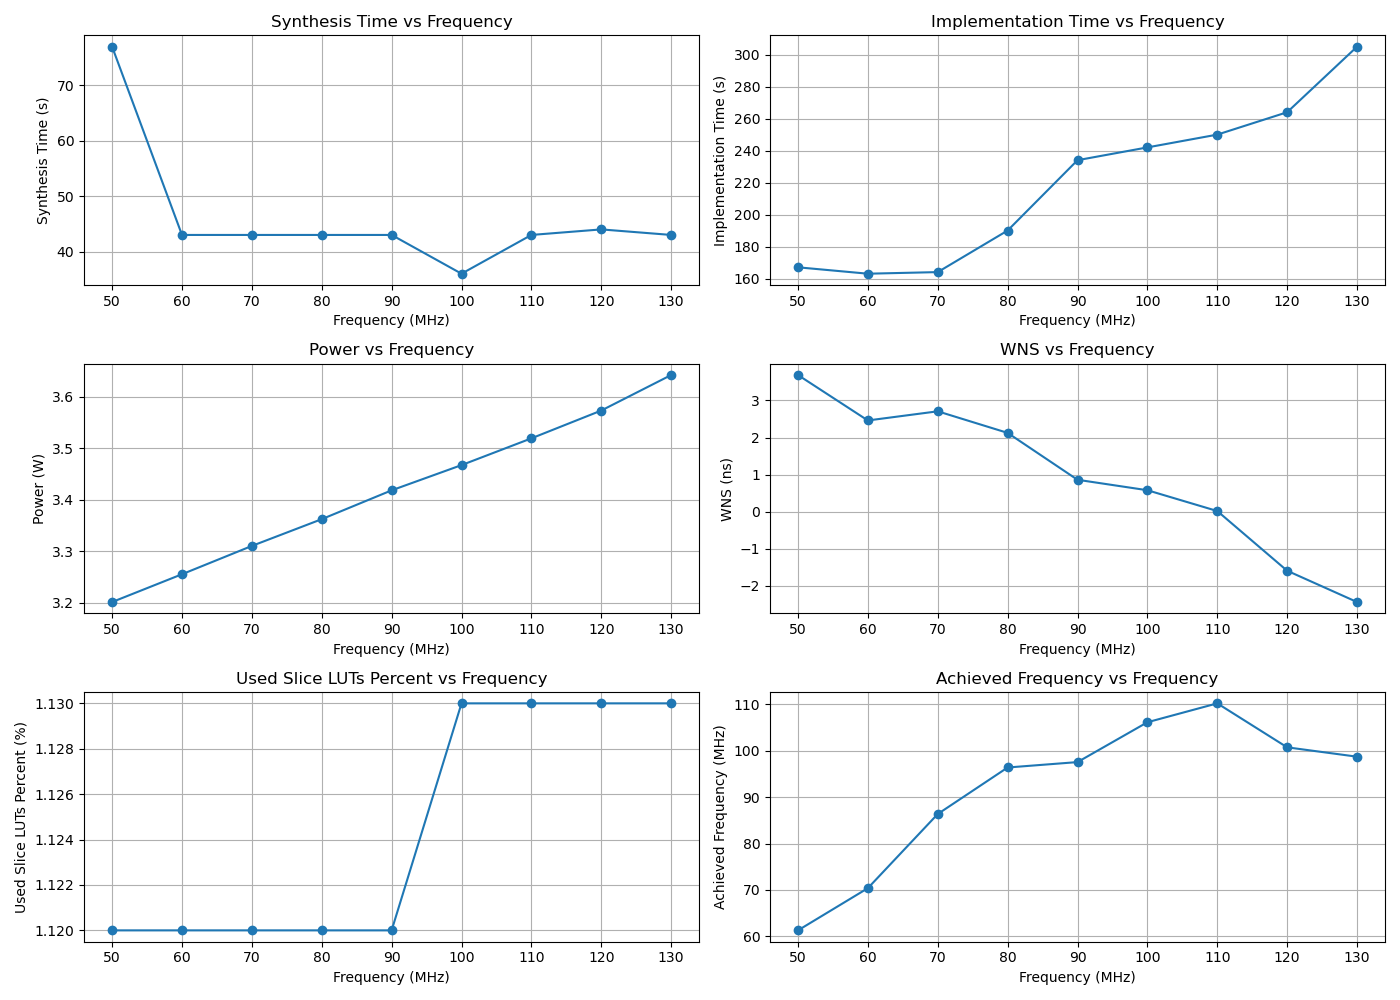 Synthesis Time vs Frequency
Synthesis Time (s)
70
60
50
40
50 60 70 80 90 100 110 120 130
Frequency (MHz)
Implementation Time vs Frequency
Implementation Time (s)
300
280
260
240
220
200
180
160
50 60 70 80 90 100 110 120 130
Frequency (MHz)
Power vs Frequency
Power (W)
3.6
3.5
3.4
3.3
3.2
50 60 70 80 90 100 110 120 130
Frequency (MHz)
WNS vs Frequency
WNS (ns)
3
2
1
0
−1
−2
50 60 70 80 90 100 110 120 130
Frequency (MHz)
Used Slice LUTs Percent vs Frequency
Used Slice LUTs Percent (%)
1.130
1.128
1.126
1.124
1.122
1.120
50 60 70 80 90 100 110 120 130
Frequency (MHz)
Achieved Frequency vs Frequency
Achieved Frequency (MHz)
110
100
90
80
70
60
50 60 70 80 90 100 110 120 130
Frequency (MHz)